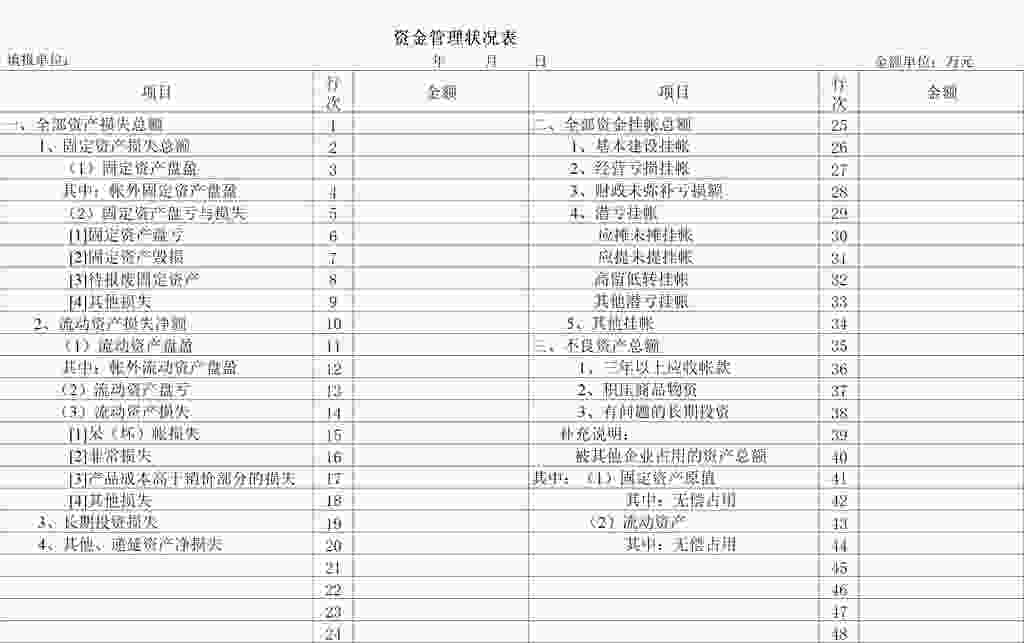 资金管理状况表
填报单位： 年 月 日 金额单位：万元
项目 行次 金额 项目 行次 金额
一、全部资产损失总额 1 二、全部资金挂帐总额 25
1、固定资产损失总额 2 1、基本建设挂帐 26
（1）固定资产盘盈 3 2、经营亏损挂帐 27
其中：帐外固定资产盘盈 4 3、财政未弥补亏损额 28
（2）固定资产盘亏与损失 5 4、潜亏挂帐 29
[1]固定资产盘亏 6 应摊未摊挂帐 30
[2]固定资产毁损 7 应提未提挂帐 31
[3]待报废固定资产 8 高留低转挂帐 32
[4]其他损失 9 其他潜亏挂帐 33
2、流动资产损失净额 10 5、其他挂帐 34
（1）流动资产盘盈 11 三、不良资产总额 35
其中：帐外流动资产盘盈 12 1、三年以上应收帐款 36
（2）流动资产盘亏 13 2、积压商品物资 37
（3）流动资产损失 14 3、有问题的长期投资 38
[1]呆（坏）帐损失 15 补充说明： 39
[2]非常损失 16 被其他企业占用的资产总额 40
[3]产品成本高于销价部分的损失 17 其中：（1）固定资产原值 41
[4]其他损失 18 其中：无偿占用 42
3、长期投资损失 19 （2）流动资产 43
4、其他、递延资产净损失 20 其中：无偿占用 44
21 45
22 46
23 47
24 48